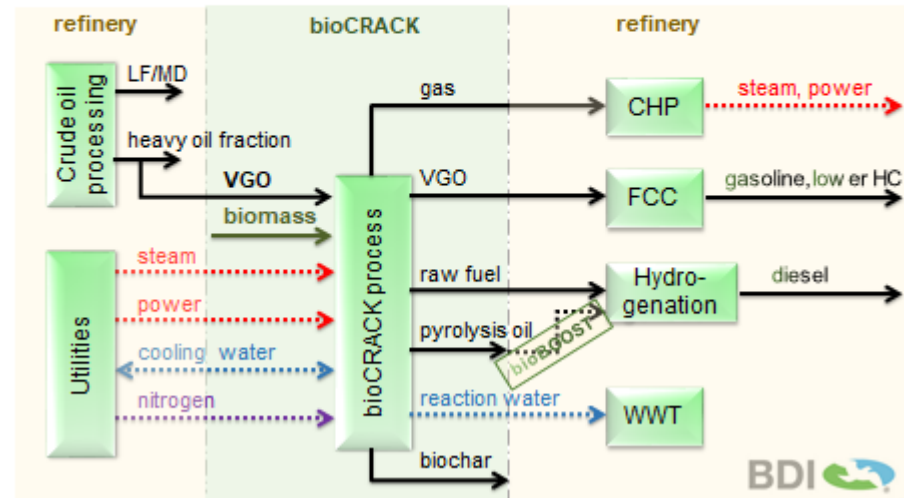 refinery
bioCRACK
refinery
LF/MD
gas
CHP
steam, power
Crude oil
processing
heavy oil fraction
VGO
VGO
FCC
gasoline, low er HC
biomass
steam
raw fuel
Hydro-
genation
diesel
power
pyrolysis oil
bioBOOST
Utilities
bioCRACK process
cooling water
nitrogen
reaction water
WWT
biochar
BDI